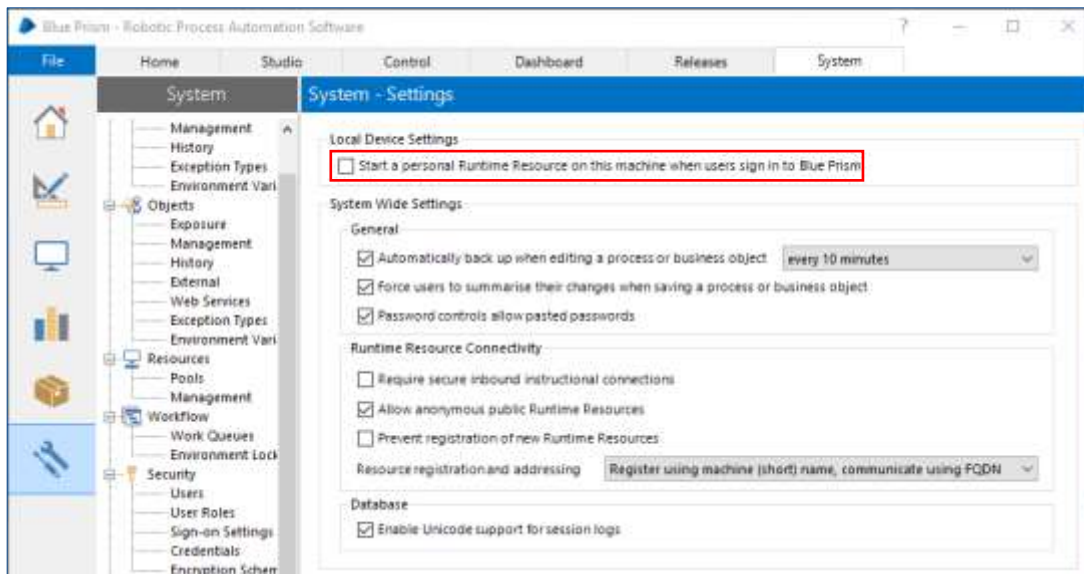 Blue Prism - Robotic Process Automation Software
?
File Home Studio Control Dashboard Releases System
System
System - Settings
Management
History
Exception Types
Environment Vari
Objects
Exposure
Management
History
External
Web Services
Exception Types
Environment Vari
Resources
Pools
Management
Workflow
Work Queues
Environment Lock
Security
Users
User Roles
Sign-on Settings
Credentials
Encryption Schem
Local Device Settings
Start a personal Runtime Resource on this machine when users sign in to Blue Prism
System Wide Settings
General
Automatically back up when editing a process or business object every 10 minutes
Force users to summarise their changes when saving a process or business object
Password controls allow pasted passwords
Runtime Resource Connectivity
Require secure inbound instructional connections
Allow anonymous public Runtime Resources
Prevent registration of new Runtime Resources
Resource registration and addressing Register using machine (short) name, communicate using FQDN
Database
Enable Unicode support for session logs